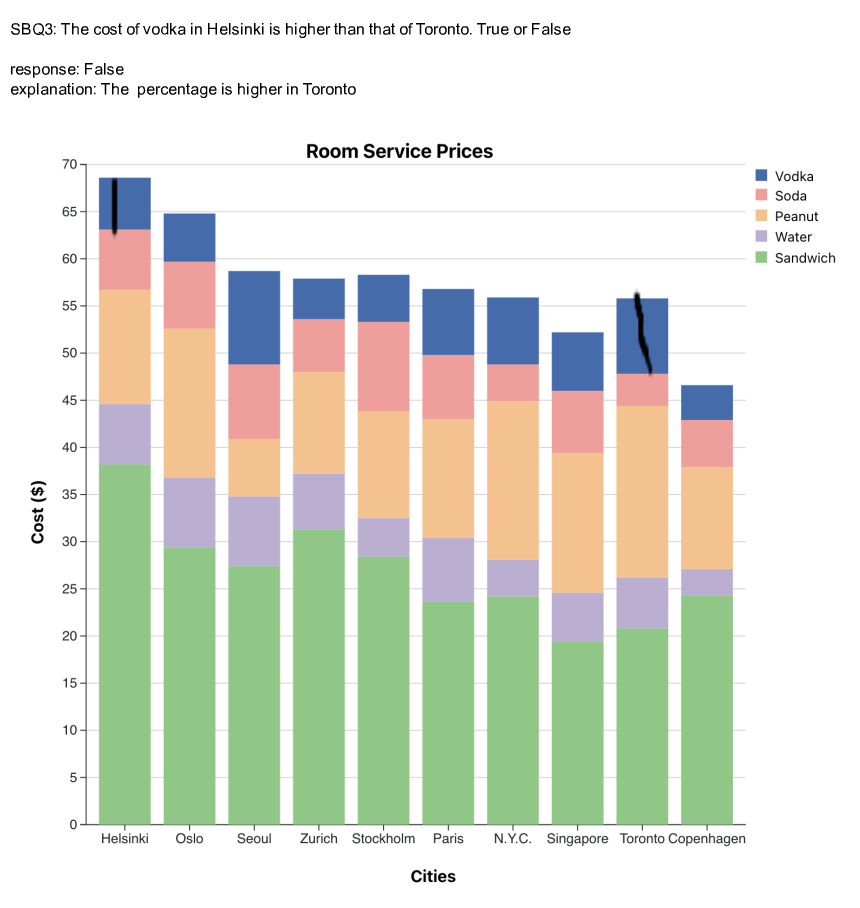 SBQ3: The cost of vodka in Helsinki is higher than that of Toronto. True or False
response: False
explanation: The  percentage is higher in Toronto
Room Service Prices
Vodka
Soda
Peanut
Water
Sandwich
Cost ($)
70
65
60
55
50
45
40
35
30
25
20
15
10
5
0
Helsinki Oslo Seoul Zurich Stockholm Paris N.Y.C. Singapore Toronto Copenhagen
Cities